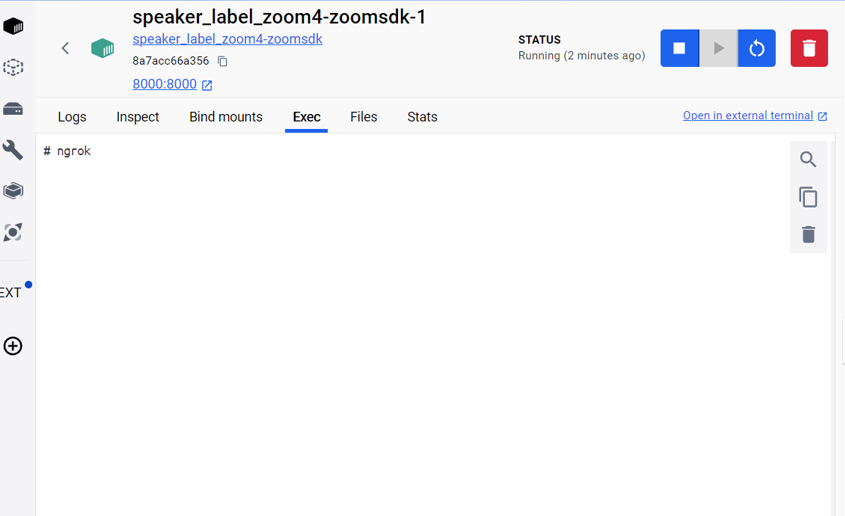 speaker_label_zoom4-zoomsdk-1
speaker_label_zoom4-zoomsdk
8a7acc66a356
8000:8000
STATUS
Running (2 minutes ago)
Logs Inspect Bind mounts Exec Files Stats
Open in external terminal
# ngrok
EXT